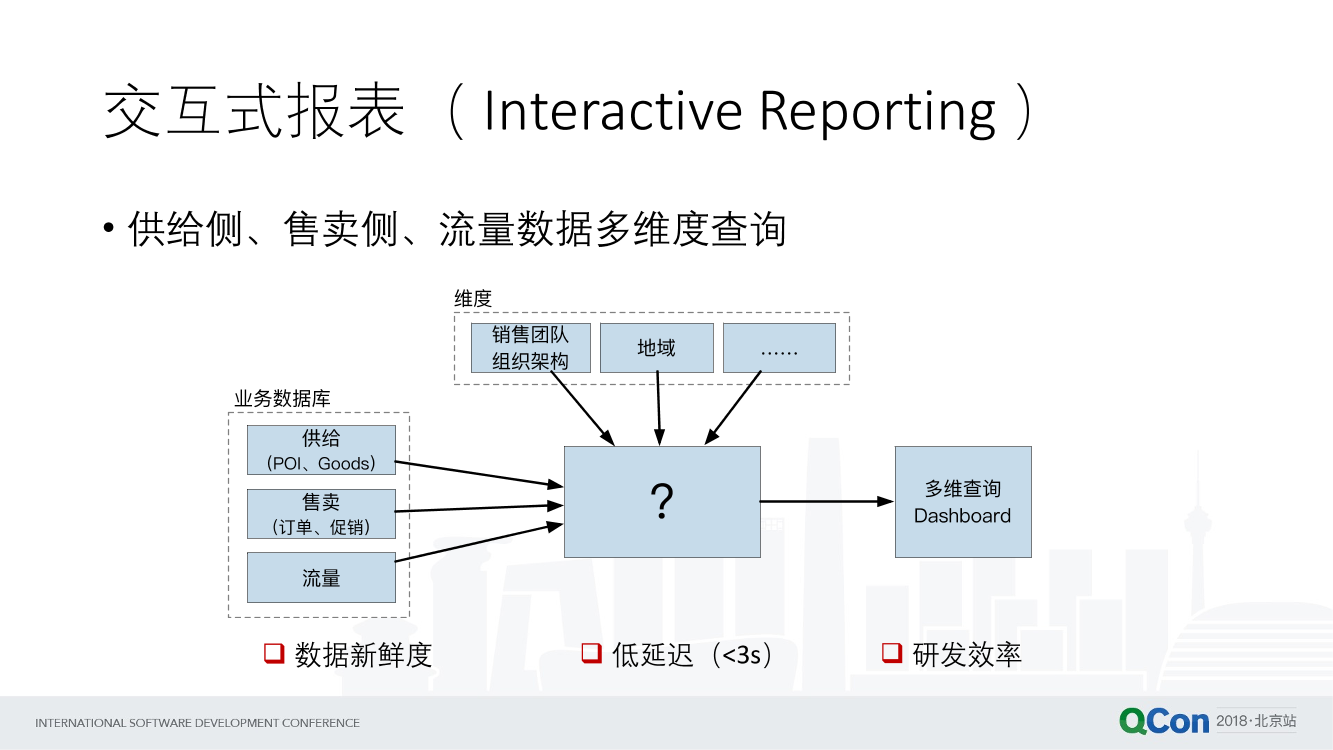 交互式报表（Interactive Reporting）
• 供给侧、售卖侧、流量数据多维度查询
维度
销售团队
组织架构
地域
……
业务数据库
供给
（POI、Goods）
售卖
（订单、促销）
流量
?
多维查询
Dashboard
❑ 数据新鲜度
❑ 低延迟（<3s）
❑ 研发效率
INTERNATIONAL SOFTWARE DEVELOPMENT CONFERENCE
QCon
2018·北京站